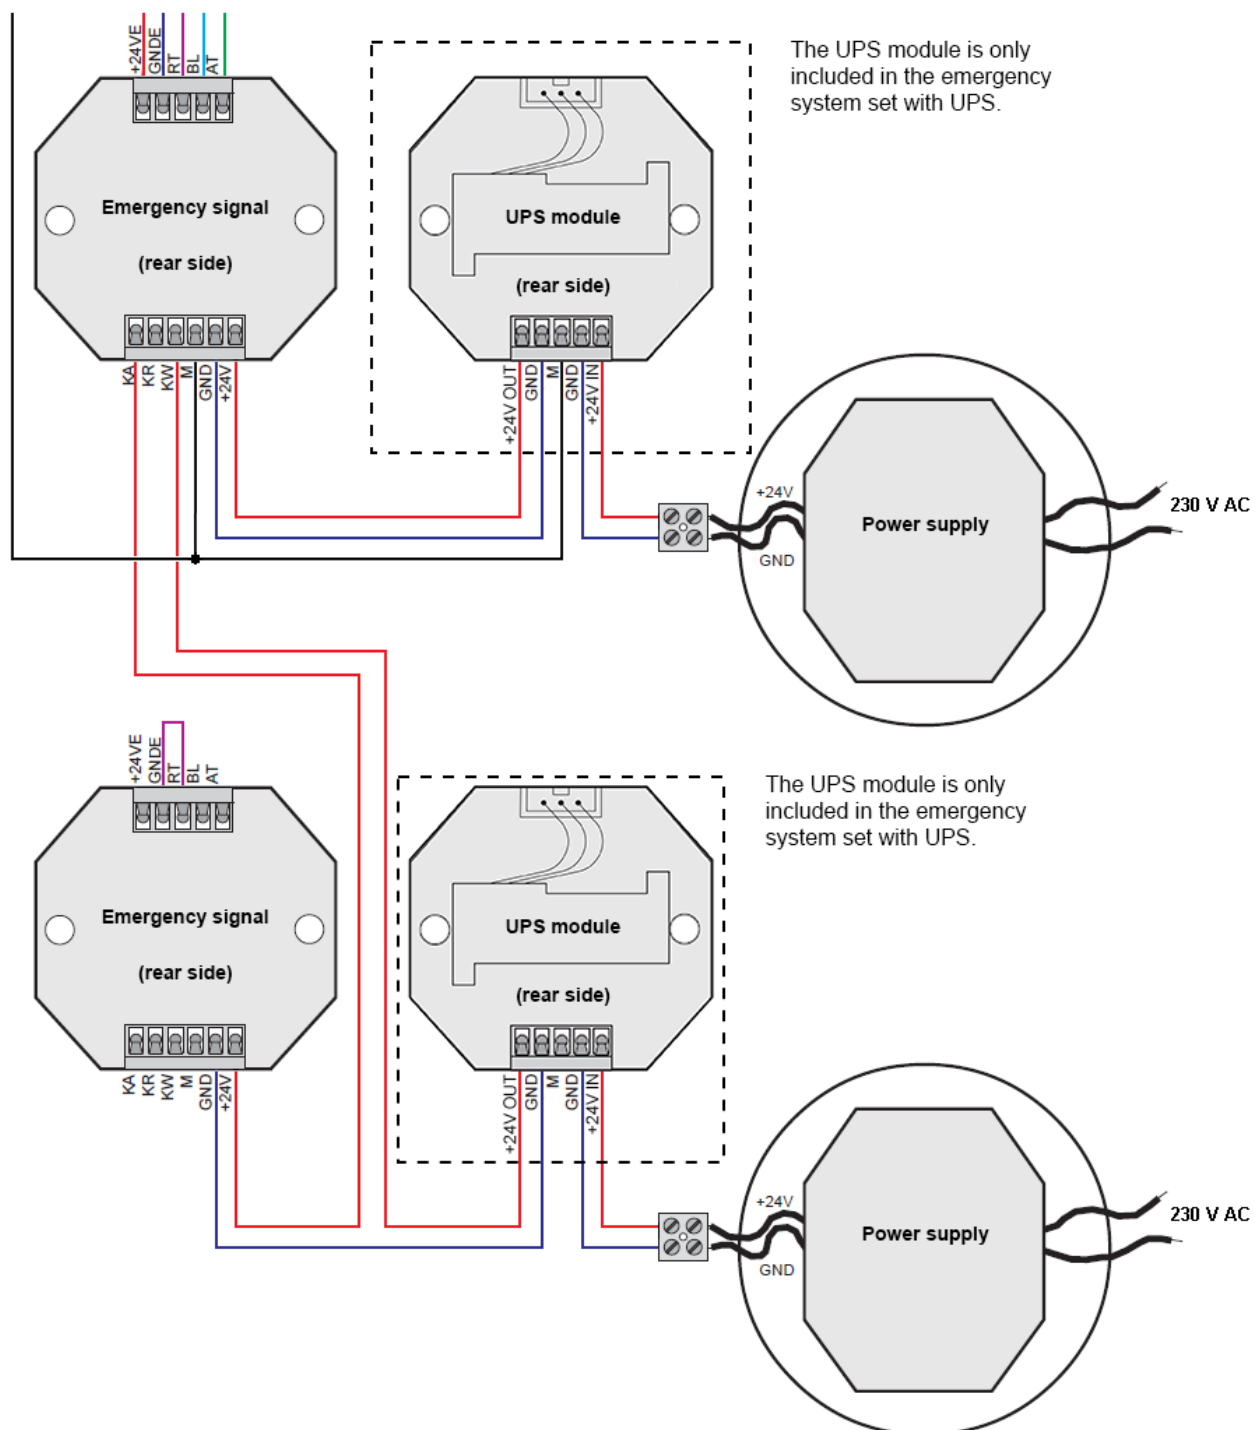 +24VE
GNDE
RT
BL
AT
The UPS module is only
included in the emergency
system set with UPS.
Emergency signal
(rear side)
UPS module
(rear side)
KA
KR
KW
M
GND
+24V
+24V OUT
GND
M
GND
+24V IN
+24V
GND
Power supply
230 V AC
+24VE
GNDE
RT
BL
AT
The UPS module is only
included in the emergency
system set with UPS.
Emergency signal
(rear side)
UPS module
(rear side)
KA
KR
KW
M
GND
+24V
+24V OUT
GND
M
GND
+24V IN
+24V
GND
Power supply
230 V AC